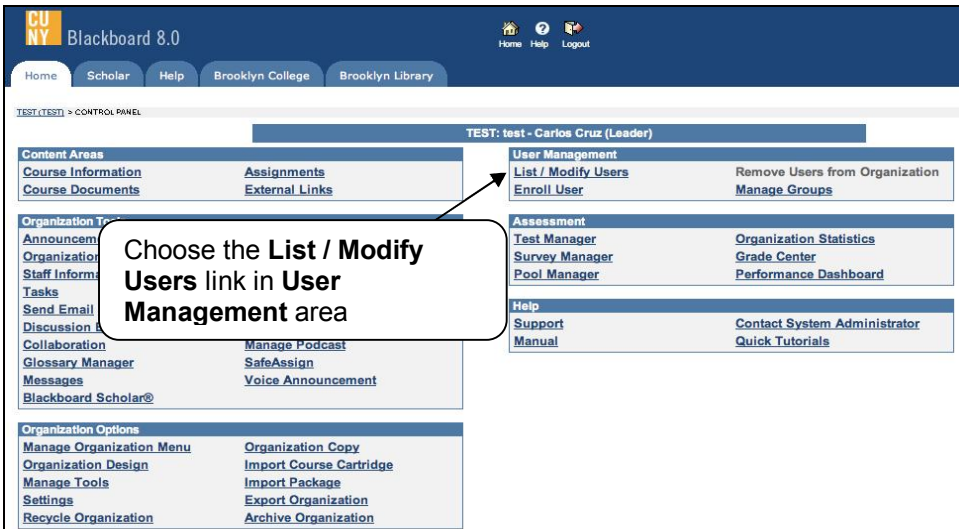 CU
NY Blackboard 8.0
Home Help Logout
Home Scholar Help Brooklyn College Brooklyn Library
TEST (TEST) > CONTROL PANEL
TEST: test - Carlos Cruz (Leader)
Content Areas
Course Information Assignments
Course Documents External Links
User Management
List / Modify Users Remove Users from Organization
Enroll User Manage Groups
Organization
Announcem
Organization
Staff Informa
Tasks
Send Email
Discussion
Collaboration Manage Podcast
Glossary Manager SafeAssign
Messages Voice Announcement
Blackboard Scholar®
Choose the List / Modify
Users link in User
Management area
Assessment
Test Manager Organization Statistics
Survey Manager Grade Center
Pool Manager Performance Dashboard
Help
Support Contact System Administrator
Manual Quick Tutorials
Organization Options
Manage Organization Menu Organization Copy
Organization Design Import Course Cartridge
Manage Tools Import Package
Settings Export Organization
Recycle Organization Archive Organization